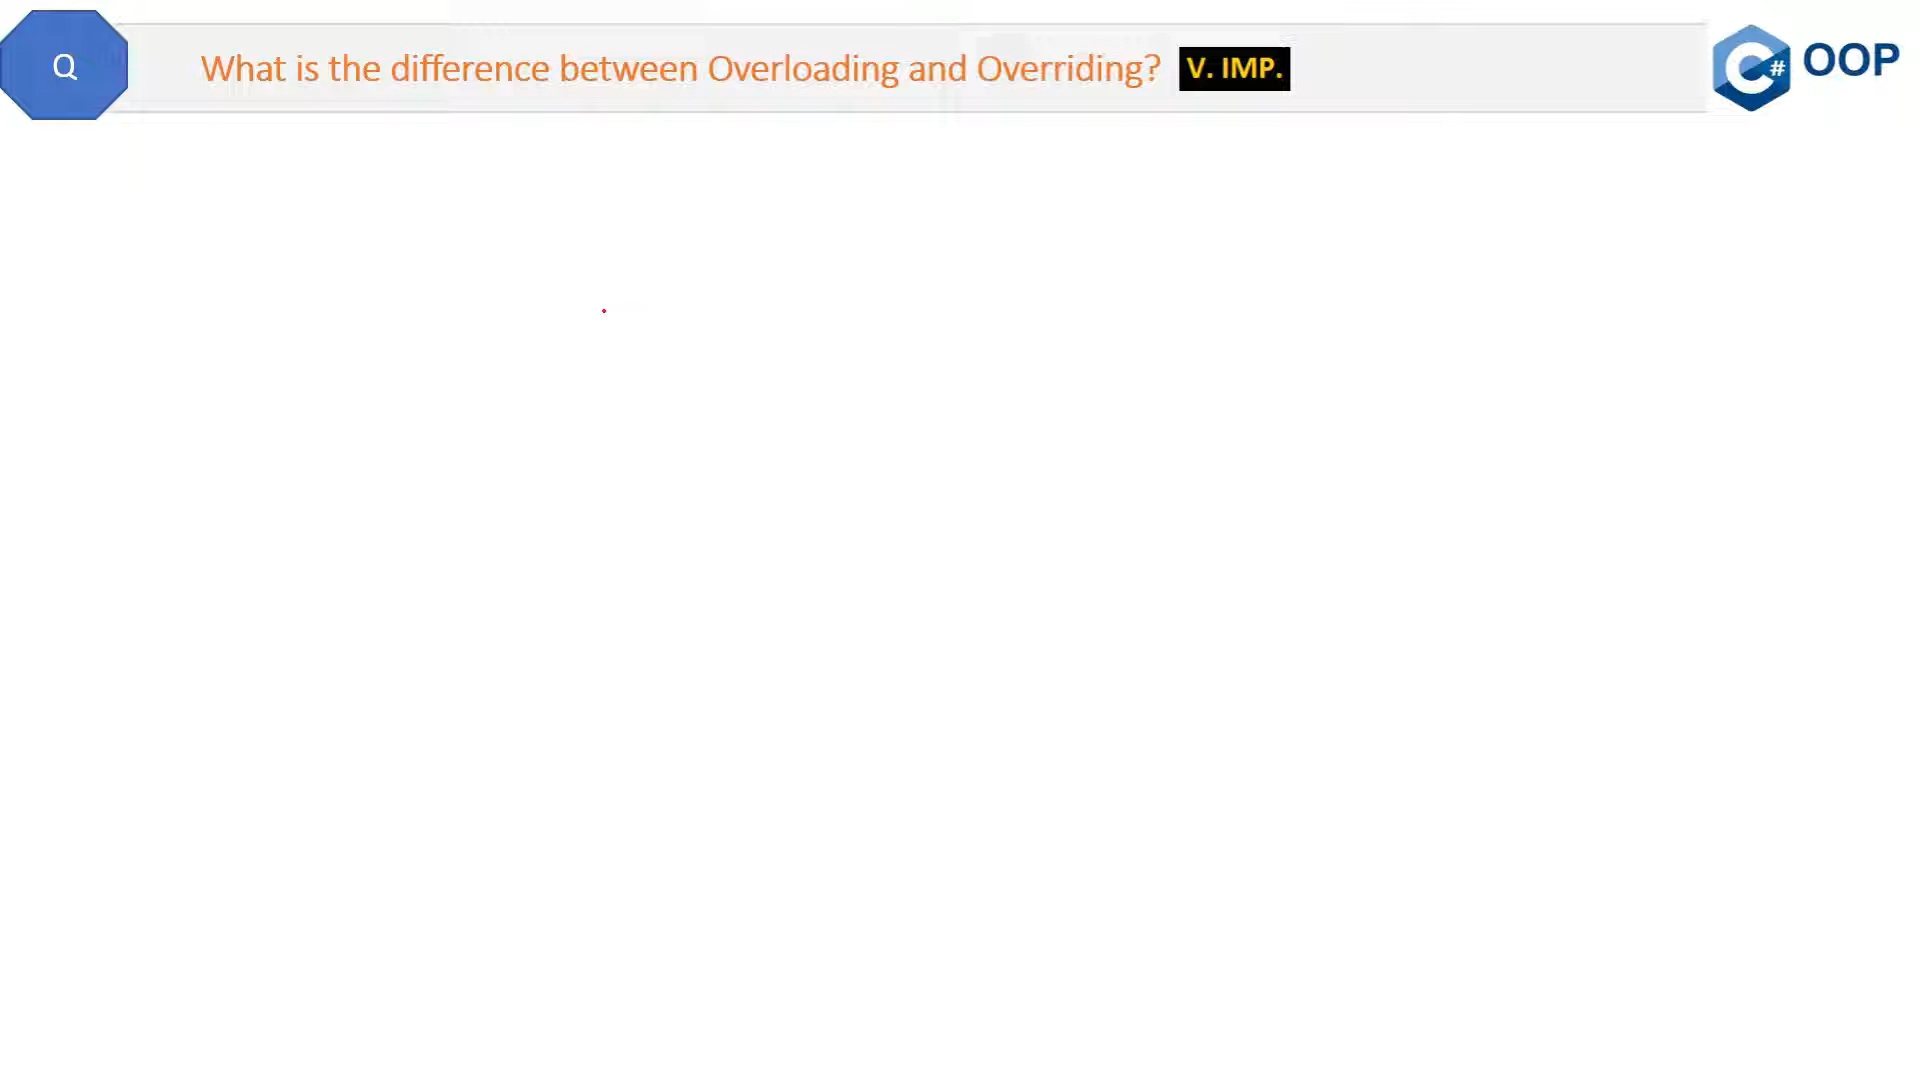 Q
What is the difference between Overloading and Overriding? V. IMP.
C# OOP